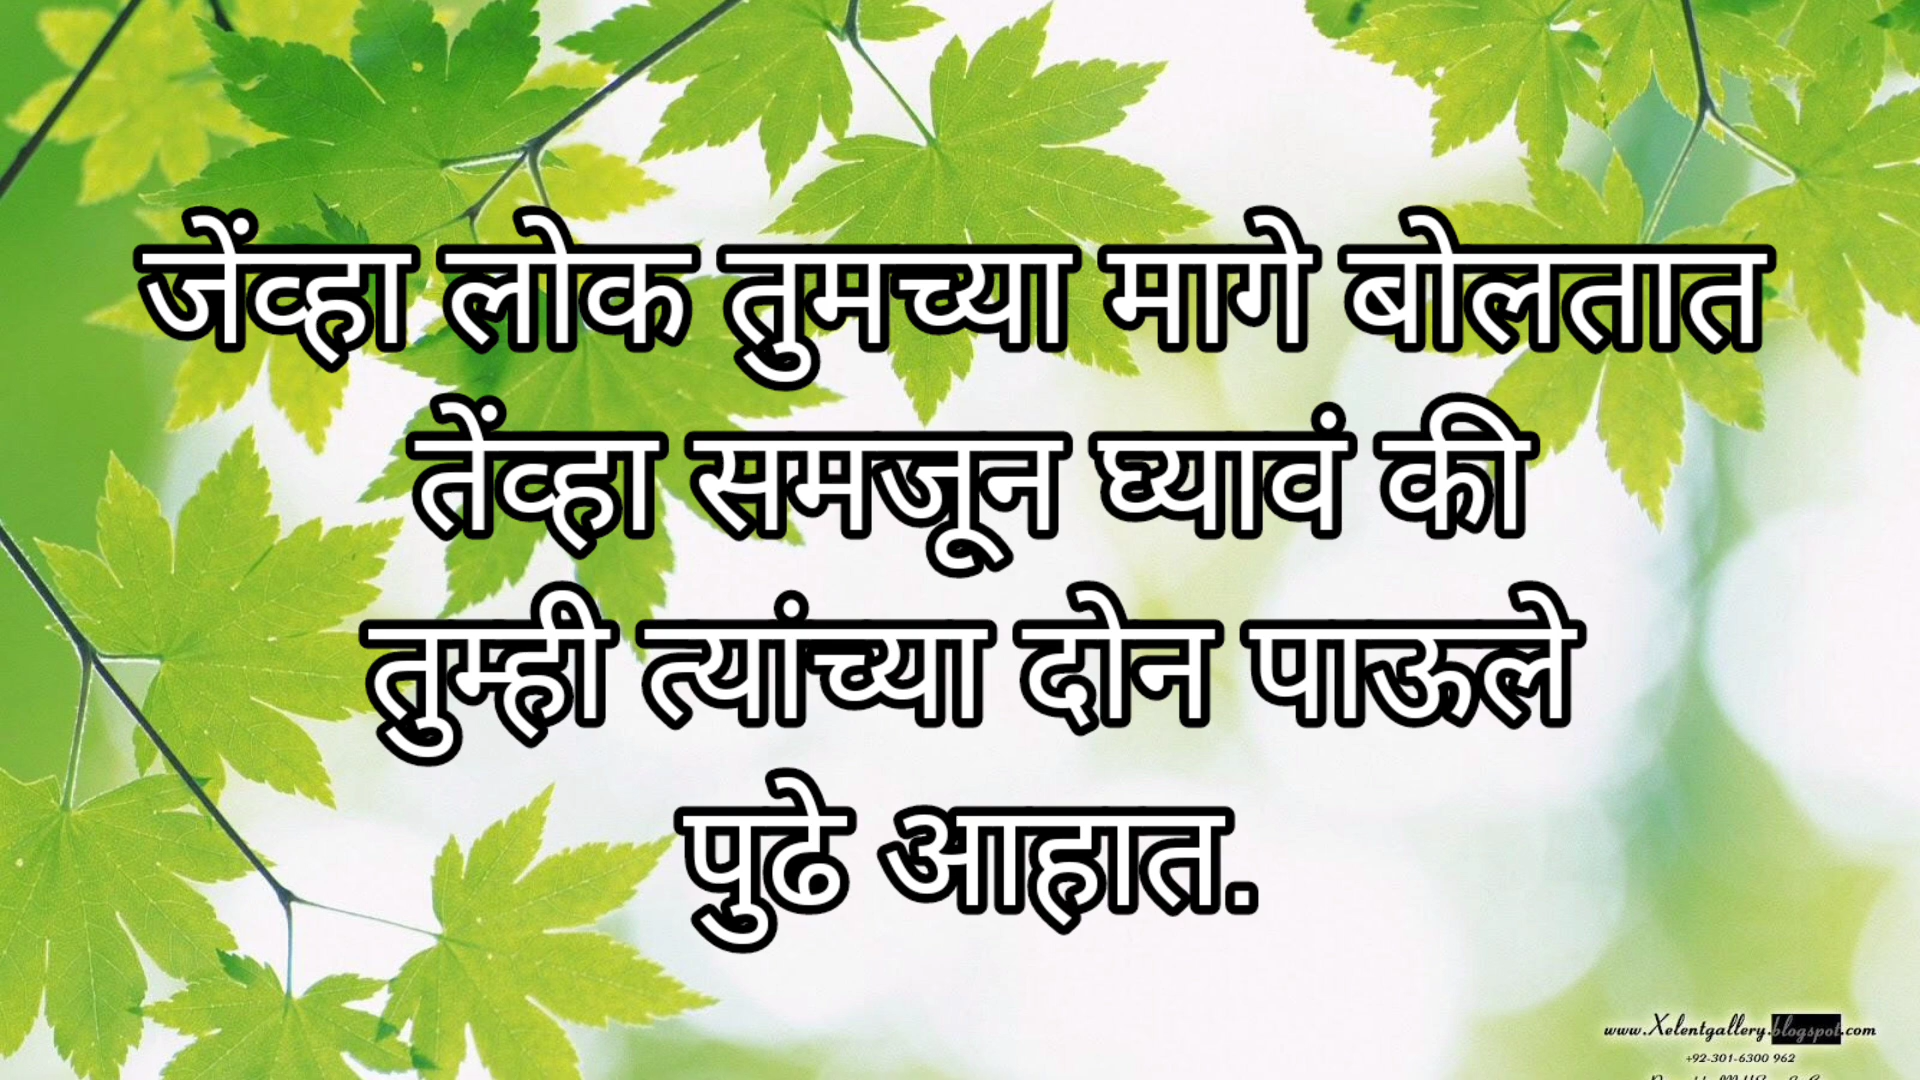 जेंव्हा लोक तुमच्या मागे बोलतात
तेंव्हा समजून घ्यावं की
तुम्ही त्यांच्या दोन पाऊले
पुढे आहात.
www.Xelentgallery.blogspot.com
+92-301-6300 962